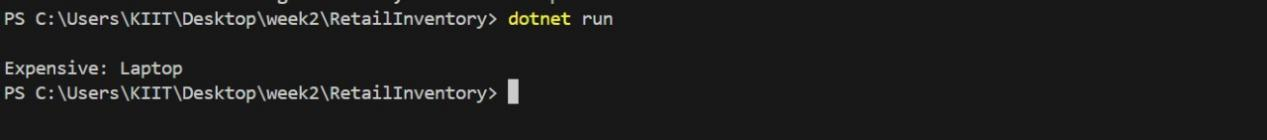 PS C:\Users\KIIT\Desktop\week2\RetailInventory> dotnet run
Expensive: Laptop
PS C:\Users\KIIT\Desktop\week2\RetailInventory>